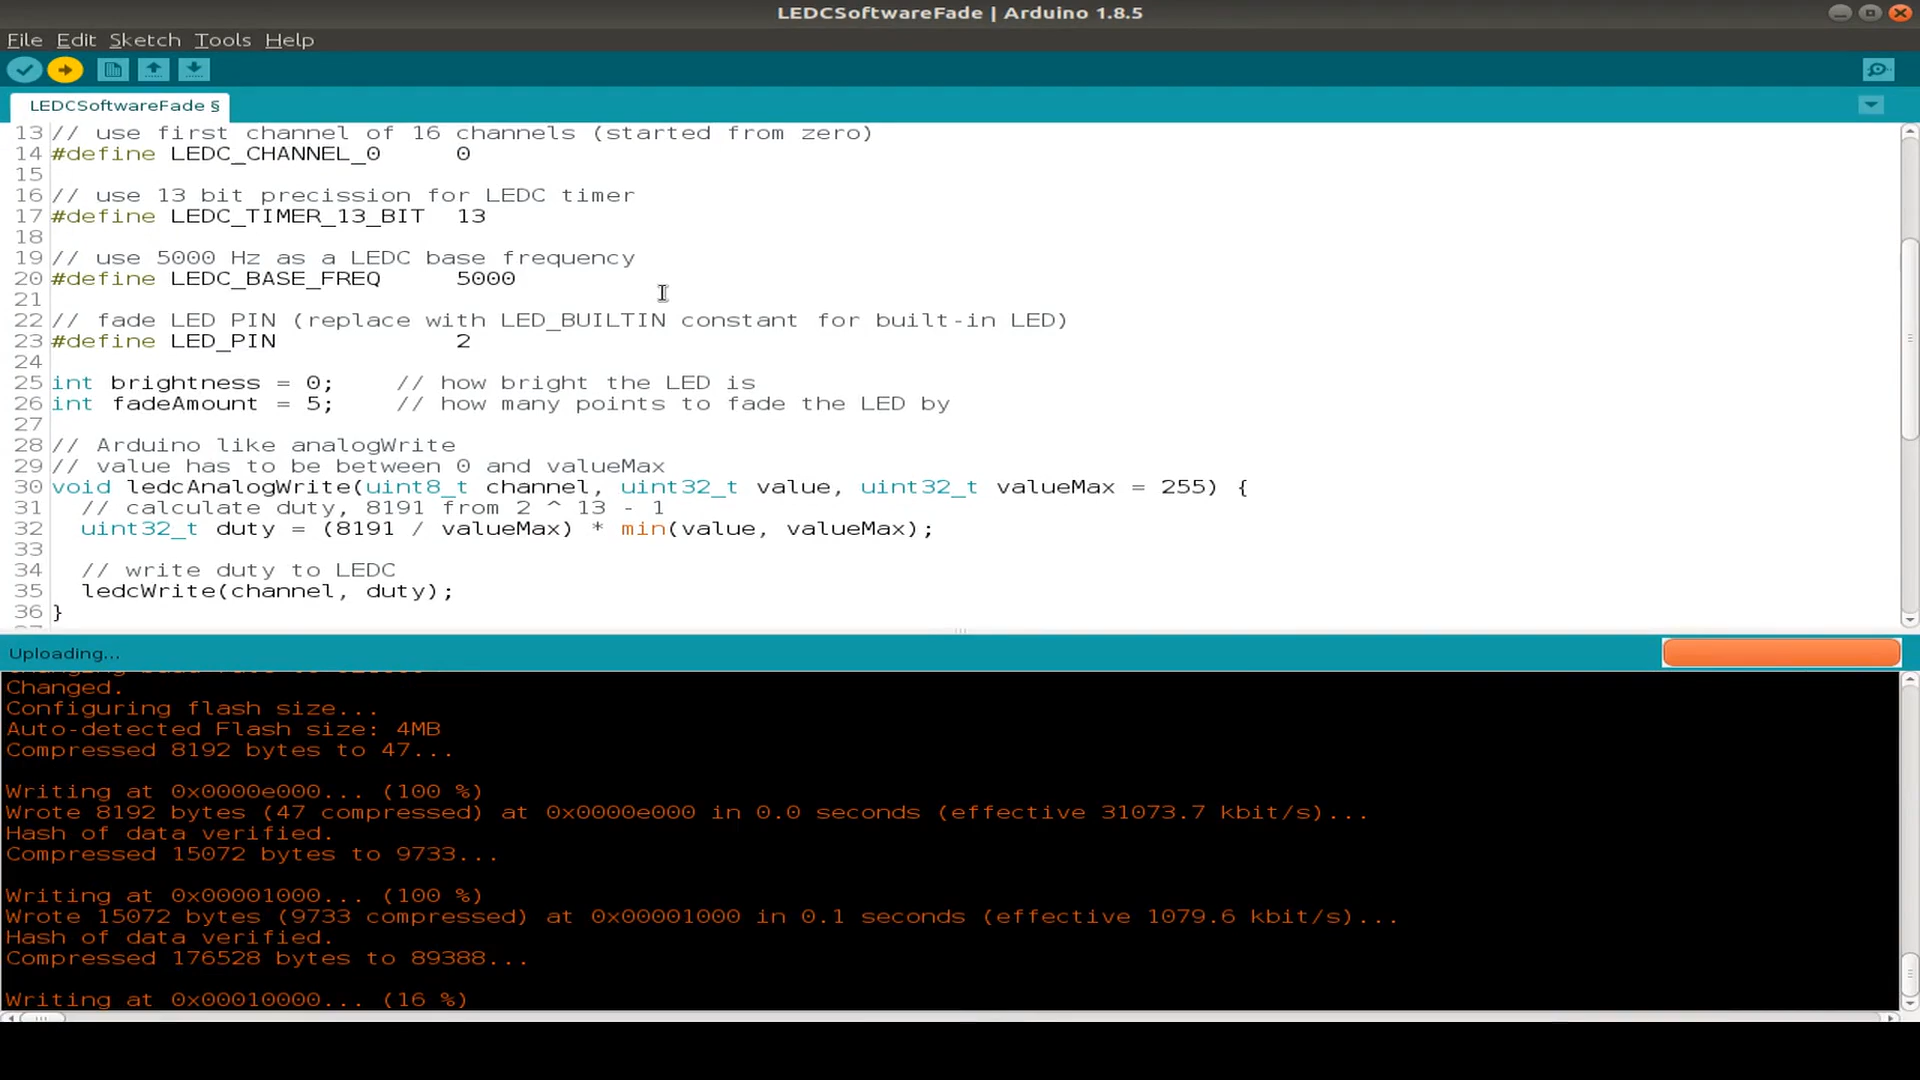 LEDCSoftwareFade | Arduino 1.8.5
File Edit Sketch Tools Help
LEDCSoftwareFade §
13 // use first channel of 16 channels (started from zero)
14 #define LEDC_CHANNEL_0     0
15
16 // use 13 bit precission for LEDC timer
17 #define LEDC_TIMER_13_BIT  13
18
19 // use 5000 Hz as a LEDC base frequency
20 #define LEDC_BASE_FREQ     5000
21
22 // fade LED PIN (replace with LED_BUILTIN constant for built-in LED)
23 #define LED_PIN            2
24
25 int brightness = 0;    // how bright the LED is
26 int fadeAmount = 5;    // how many points to fade the LED by
27
28 // Arduino like analogWrite
29 // value has to be between 0 and valueMax
30 void ledcAnalogWrite(uint8_t channel, uint32_t value, uint32_t valueMax = 255) {
31   // calculate duty, 8191 from 2 ^ 13 - 1
32   uint32_t duty = (8191 / valueMax) * min(value, valueMax);
33
34   // write duty to LEDC
35   ledcWrite(channel, duty);
36 }
Uploading...
Changed.
Configuring flash size...
Auto-detected Flash size: 4MB
Compressed 8192 bytes to 47...
Writing at 0x0000e000... (100 %)
Wrote 8192 bytes (47 compressed) at 0x0000e000 in 0.0 seconds (effective 31073.7 kbit/s)...
Hash of data verified.
Compressed 15072 bytes to 9733...
Writing at 0x00001000... (100 %)
Wrote 15072 bytes (9733 compressed) at 0x00001000 in 0.1 seconds (effective 1079.6 kbit/s)...
Hash of data verified.
Compressed 176528 bytes to 89388...
Writing at 0x00010000... (16 %)